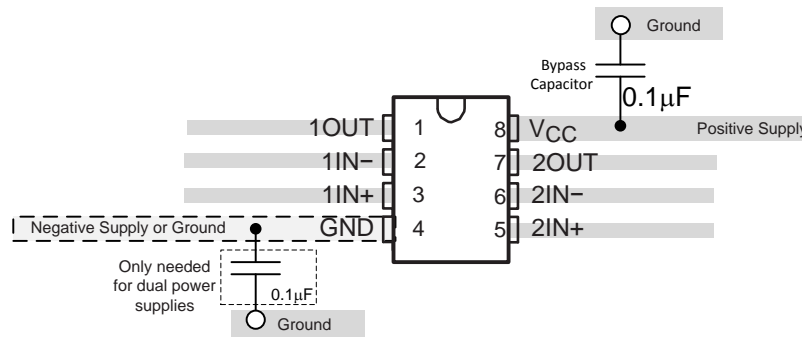 Ground
Bypass
Capacitor
0.1μF
1OUT 1 8 VCC Positive Supply
1IN− 2 7 2OUT
1IN+ 3 6 2IN−
Negative Supply or Ground GND 4 5 2IN+
Only needed
for dual power
supplies
0.1μF
Ground